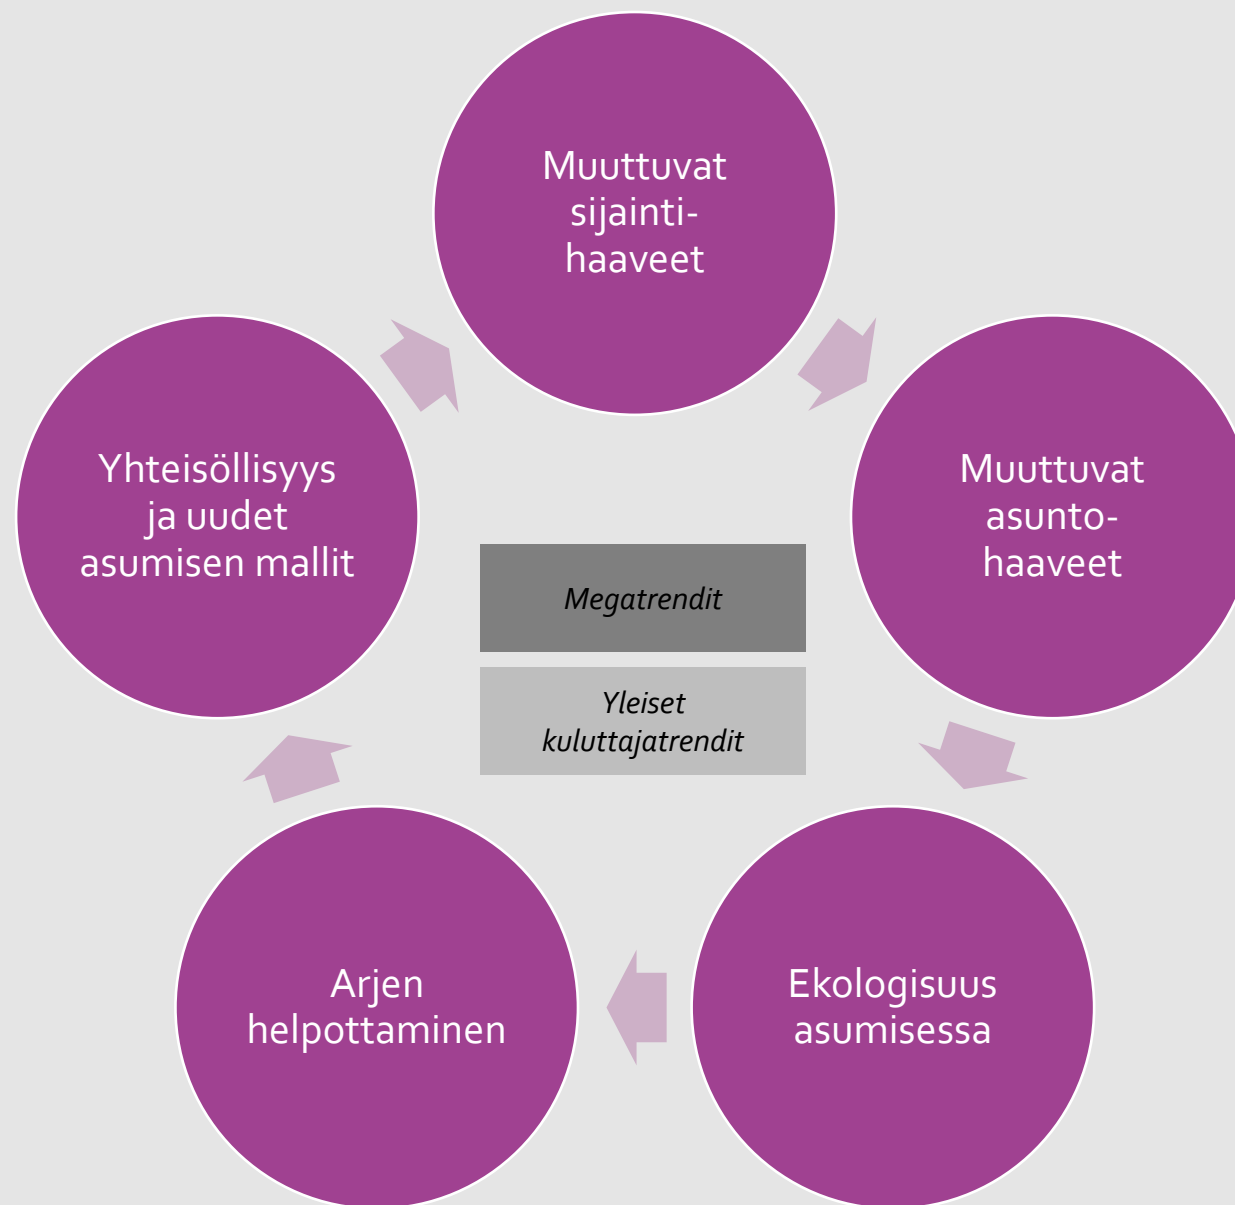 Muuttuvat
sijainti-
haaveet
Muuttuvat
asunto-
haaveet
Ekologisuus
asumisessa
Arjen
helpottaminen
Yhteisöllisyys
ja uudet
asumisen mallit
Megatrendit
Yleiset
kuluttajatrendit